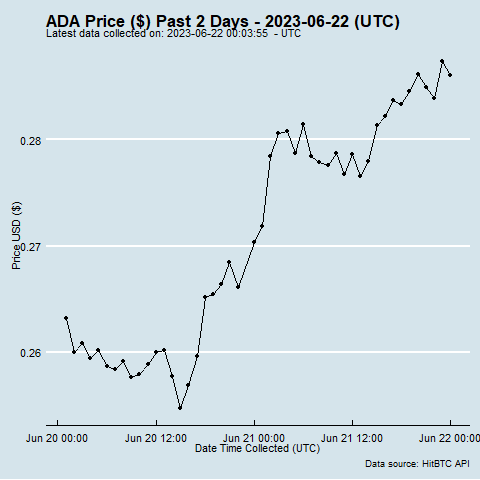 ADA Price ($) Past 2 Days - 2023-06-22 (UTC)
Latest data collected on: 2023-06-22 00:03:55 - UTC
Price USD ($)
0.28
0.27
0.26
Jun 20 00:00 Jun 20 12:00 Jun 21 00:00 Jun 21 12:00 Jun 22 00:00
Date Time Collected (UTC)
Data source: HitBTC API